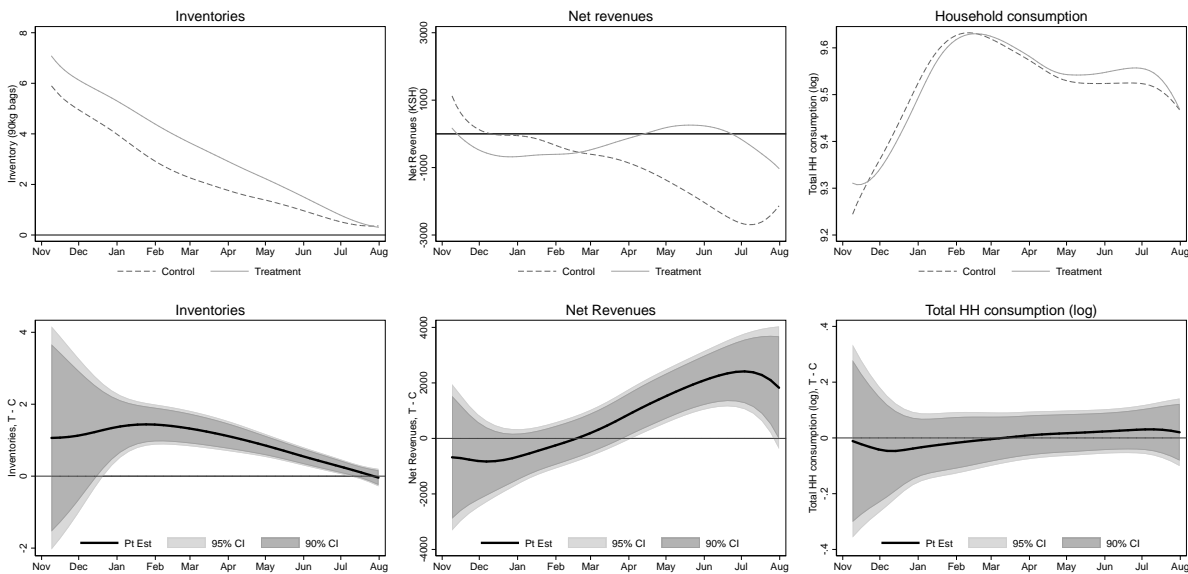 Inventories
Inventory (90kg bags)
8
6
4
2
0
Nov Dec Jan Feb Mar Apr May Jun Jul Aug
Control Treatment
Net revenues
Net Revenues (KSH)
3000
1000
-1000
-3000
Nov Dec Jan Feb Mar Apr May Jun Jul Aug
Control Treatment
Household consumption
Total HH consumption (log)
9.6
9.5
9.4
9.3
9.2
Nov Dec Jan Feb Mar Apr May Jun Jul Aug
Control Treatment
Inventories
Inventories, T - C
4
2
0
-2
Pt Est 95% CI 90% CI
Nov Dec Jan Feb Mar Apr May Jun Jul Aug
Net Revenues
Net Revenues, T - C
4000
2000
0
-2000
-4000
Pt Est 95% CI 90% CI
Nov Dec Jan Feb Mar Apr May Jun Jul Aug
Total HH consumption (log)
Total HH consumption (log), T - C
.4
.2
0
-.2
-.4
Pt Est 95% CI 90% CI
Nov Dec Jan Feb Mar Apr May Jun Jul Aug